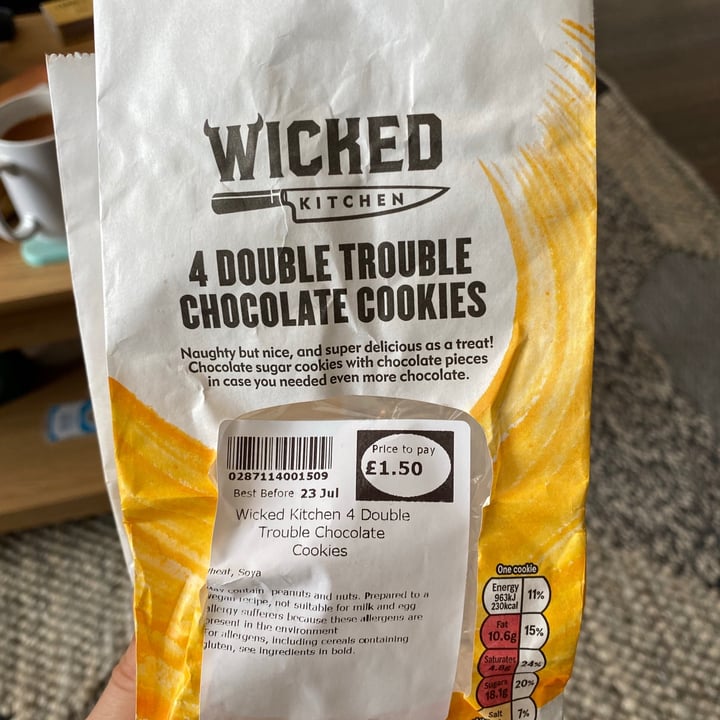 WICKED
KITCHEN
4 DOUBLE TROUBLE
CHOCOLATE COOKIES
Naughty but nice, and super delicious as a treat!
Chocolate sugar cookies with chocolate pieces
in case you needed even more chocolate.
0287114001509
Best Before 23 Jul
Price to pay
£1.50
Wicked Kitchen 4 Double
Trouble Chocolate
Cookies
Wheat, Soya
May contain peanuts and nuts. Prepared to a
vegan recipe, not suitable for milk and egg
allergy sufferers because these allergens are
present in the environment
For allergens, including cereals containing
gluten, see ingredients in bold.
One cookie
Energy
963kJ
230kcal
11%
Fat
10.6g
15%
Saturates
4.8g
24%
Sugars
18.1g
20%
Salt
7%